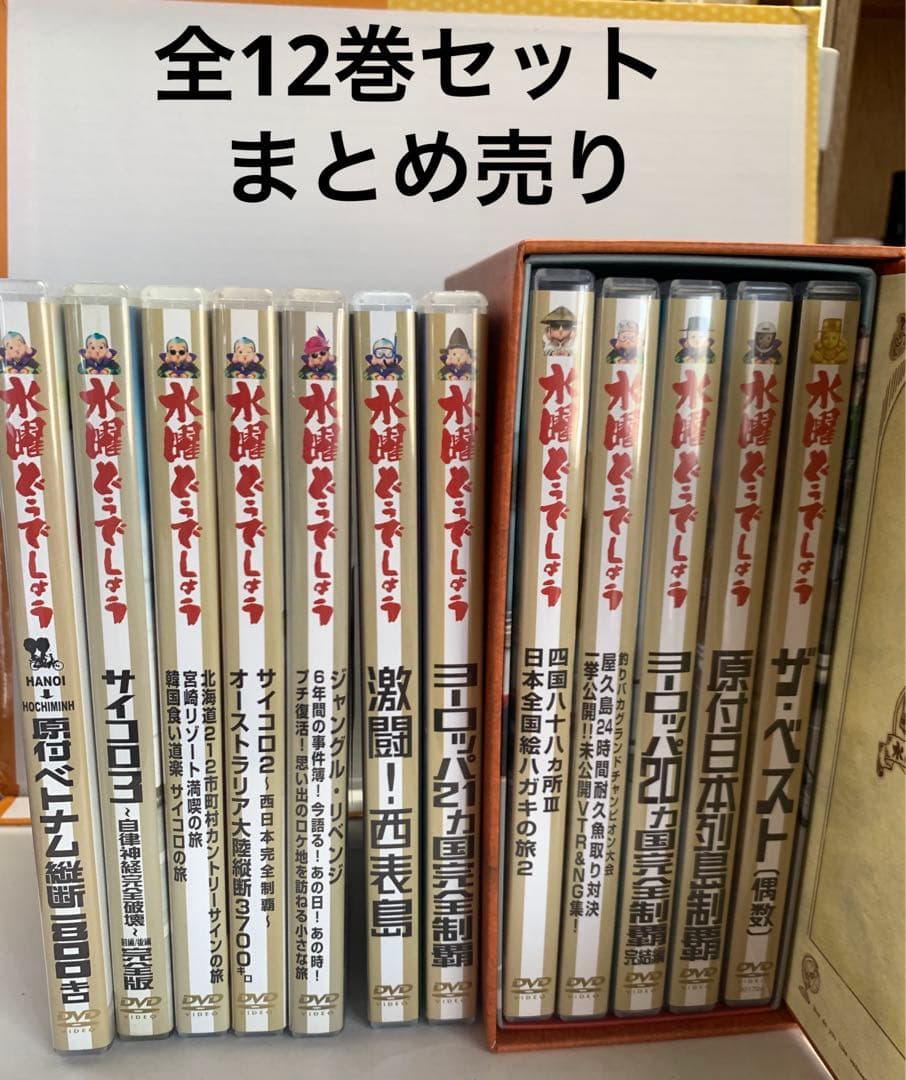 全12巻セット
まとめ売り
水曜どうでしょう
HANOI
HOCHIMINH
原付ベトナム縦断1800キロ
DVD
VIDEO
水曜どうでしょう
サイコロ3
～自律神経完全破壊～
前編/後編
完全版
DVD
VIDEO
水曜どうでしょう
北海道212市町村カントリーサインの旅
宮崎リゾート満喫の旅
韓国食い道楽サイコロの旅
DVD
VIDEO
水曜どうでしょう
サイコロ2～西日本完全制覇～
オーストラリア大陸縦断3700キロ
DVD
VIDEO
水曜どうでしょう
ジャングル・リベンジ
6年間の事件簿!今語る!あの日!あの時!
プチ復活!思い出のロケ地を訪ねる小さな旅
DVD
VIDEO
水曜どうでしょう
激闘!西表島
DVD
VIDEO
水曜どうでしょう
ヨーロッパ21ヵ国完全制覇
DVD
VIDEO
水曜どうでしょう
四国八十八ヵ所III
日本全国絵ハガキの旅2
DVD
VIDEO
水曜どうでしょう
釣りバカグランドチャンピオン大会
屋久島24時間耐久魚取り対決
一挙公開!!未公開VTR&NG集!
DVD
VIDEO
水曜どうでしょう
ヨーロッパ20ヵ国完全制覇
完結編
DVD
VIDEO
水曜どうでしょう
原付日本列島制覇
DVD
VIDEO
水曜どうでしょう
ザ・ベスト(偶数)
DVD
VIDEO